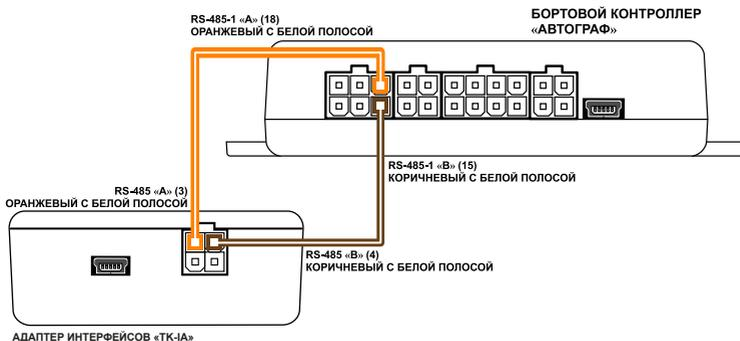 RS-485-1 «А» (18)
ОРАНЖЕВЫЙ С БЕЛОЙ ПОЛОСОЙ
БОРТОВОЙ КОНТРОЛЛЕР
«АВТОГРАФ»
RS-485-1 «В» (15)
КОРИЧНЕВЫЙ С БЕЛОЙ ПОЛОСОЙ
RS-485 «А» (3)
ОРАНЖЕВЫЙ С БЕЛОЙ ПОЛОСОЙ
RS-485 «В» (4)
КОРИЧНЕВЫЙ С БЕЛОЙ ПОЛОСОЙ
АДАПТЕР ИНТЕРФЕЙСОВ «TK-IA»